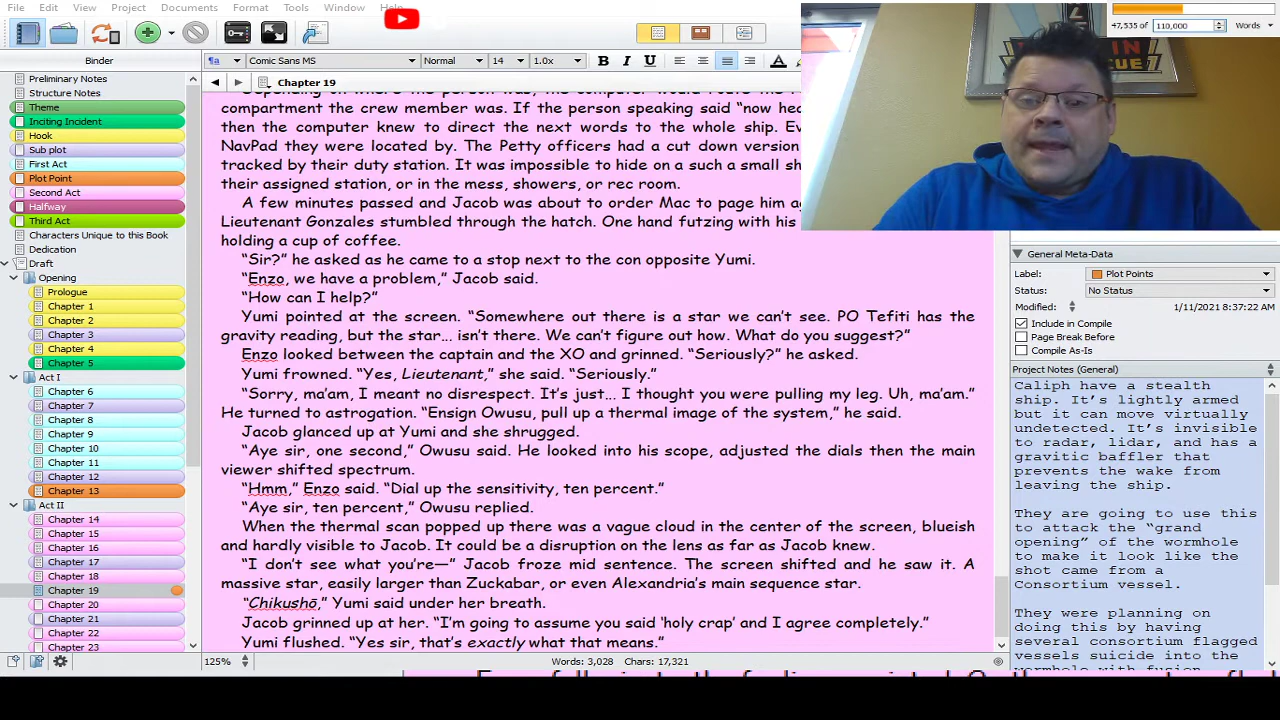 File Edit View Project Documents Format Tools Window Help
47,535 of 110,000 Words
Binder
Comic Sans MS Normal 14 1.0x B I U A
Chapter 19
Preliminary Notes
Structure Notes
Theme
Inciting Incident
Hook
Sub plot
First Act
Plot Point
Second Act
Halfway
Third Act
Characters Unique to this Book
Dedication
Draft
Opening
Prologue
Chapter 1
Chapter 2
Chapter 3
Chapter 4
Chapter 5
Act I
Chapter 6
Chapter 7
Chapter 8
Chapter 9
Chapter 10
Chapter 11
Chapter 12
Chapter 13
Act II
Chapter 14
Chapter 15
Chapter 16
Chapter 17
Chapter 18
Chapter 19
Chapter 20
Chapter 21
Chapter 22
Chapter 23
compartment the crew member was. If the person speaking said “now hea
then the computer knew to direct the next words to the whole ship. Ev
NavPad they were located by. The Petty officers had a cut down version
tracked by their duty station. It was impossible to hide on a such a small sh
their assigned station, or in the mess, showers, or rec room.
A few minutes passed and Jacob was about to order Mac to page him ag
Lieutenant Gonzales stumbled through the hatch. One hand futzing with his
holding a cup of coffee.
“Sir?” he asked as he came to a stop next to the con opposite Yumi.
“Enzo, we have a problem,” Jacob said.
“How can I help?”
Yumi pointed at the screen. “Somewhere out there is a star we can’t see. PO Tefiti has the
gravity reading, but the star... isn’t there. We can’t figure out how. What do you suggest?”
Enzo looked between the captain and the XO and grinned. “Seriously?” he asked.
Yumi frowned. “Yes, Lieutenant,” she said. “Seriously.”
“Sorry, ma’am, I meant no disrespect. It’s just... I thought you were pulling my leg. Uh, ma’am.”
He turned to astrogation. “Ensign Owusu, pull up a thermal image of the system,” he said.
Jacob glanced up at Yumi and she shrugged.
“Aye sir, one second,” Owusu said. He looked into his scope, adjusted the dials then the main
viewer shifted spectrum.
“Hmm,” Enzo said. “Dial up the sensitivity, ten percent.”
“Aye sir, ten percent,” Owusu replied.
When the thermal scan popped up there was a vague cloud in the center of the screen, blueish
and hardly visible to Jacob. It could be a disruption on the lens as far as Jacob knew.
“I don’t see what you’re—” Jacob froze mid sentence. The screen shifted and he saw it. A
massive star, easily larger than Zuckabar, or even Alexandria’s main sequence star.
“Chikushō,” Yumi said under her breath.
Jacob grinned up at her. “I’m going to assume you said ‘holy crap’ and I agree completely.”
Yumi flushed. “Yes sir, that’s exactly what that means.”
125% Words: 3,028 Chars: 17,321
General Meta-Data
Label: Plot Points
Status: No Status
Modified: 1/11/2021 8:37:22 AM
Include in Compile
Page Break Before
Compile As-Is
Project Notes (General)
Caliph have a stealth
ship. It’s lightly armed
but it can move virtually
undetected. It’s invisible
to radar, lidar, and has a
gravitic baffler that
prevents the wake from
leaving the ship.
They are going to use this
to attack the “grand
opening” of the wormhole
to make it look like the
shot came from a
Consortium vessel.
They were planning on
doing this by having
several consortium flagged
vessels suicide into the
wormhole with fusion